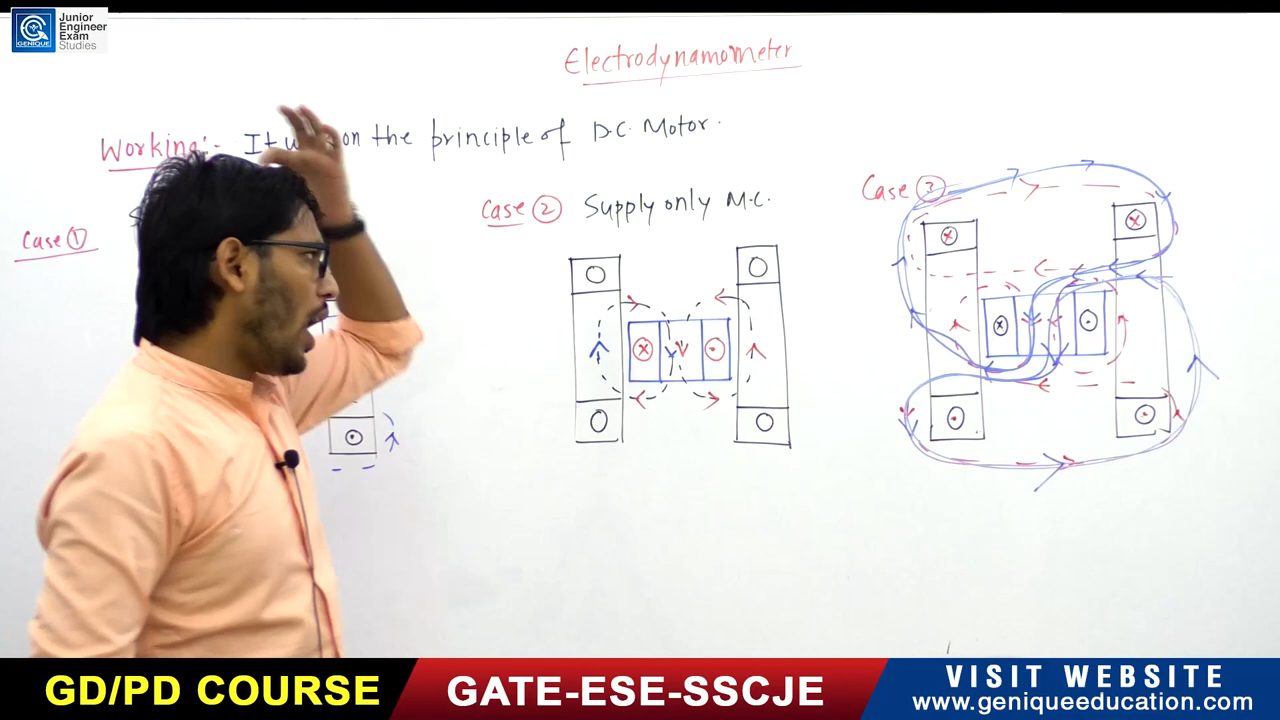 GENIQUE
Junior
Engineer
Exam
Studies
Electrodynamometer
Working:- It on the principle of D.C. Motor.
Case ①
Case ② Supply only M.C.
Case ③
GD/PD COURSE
GATE-ESE-SSCJE
VISIT WEBSITE
www.geniqueeducation.com